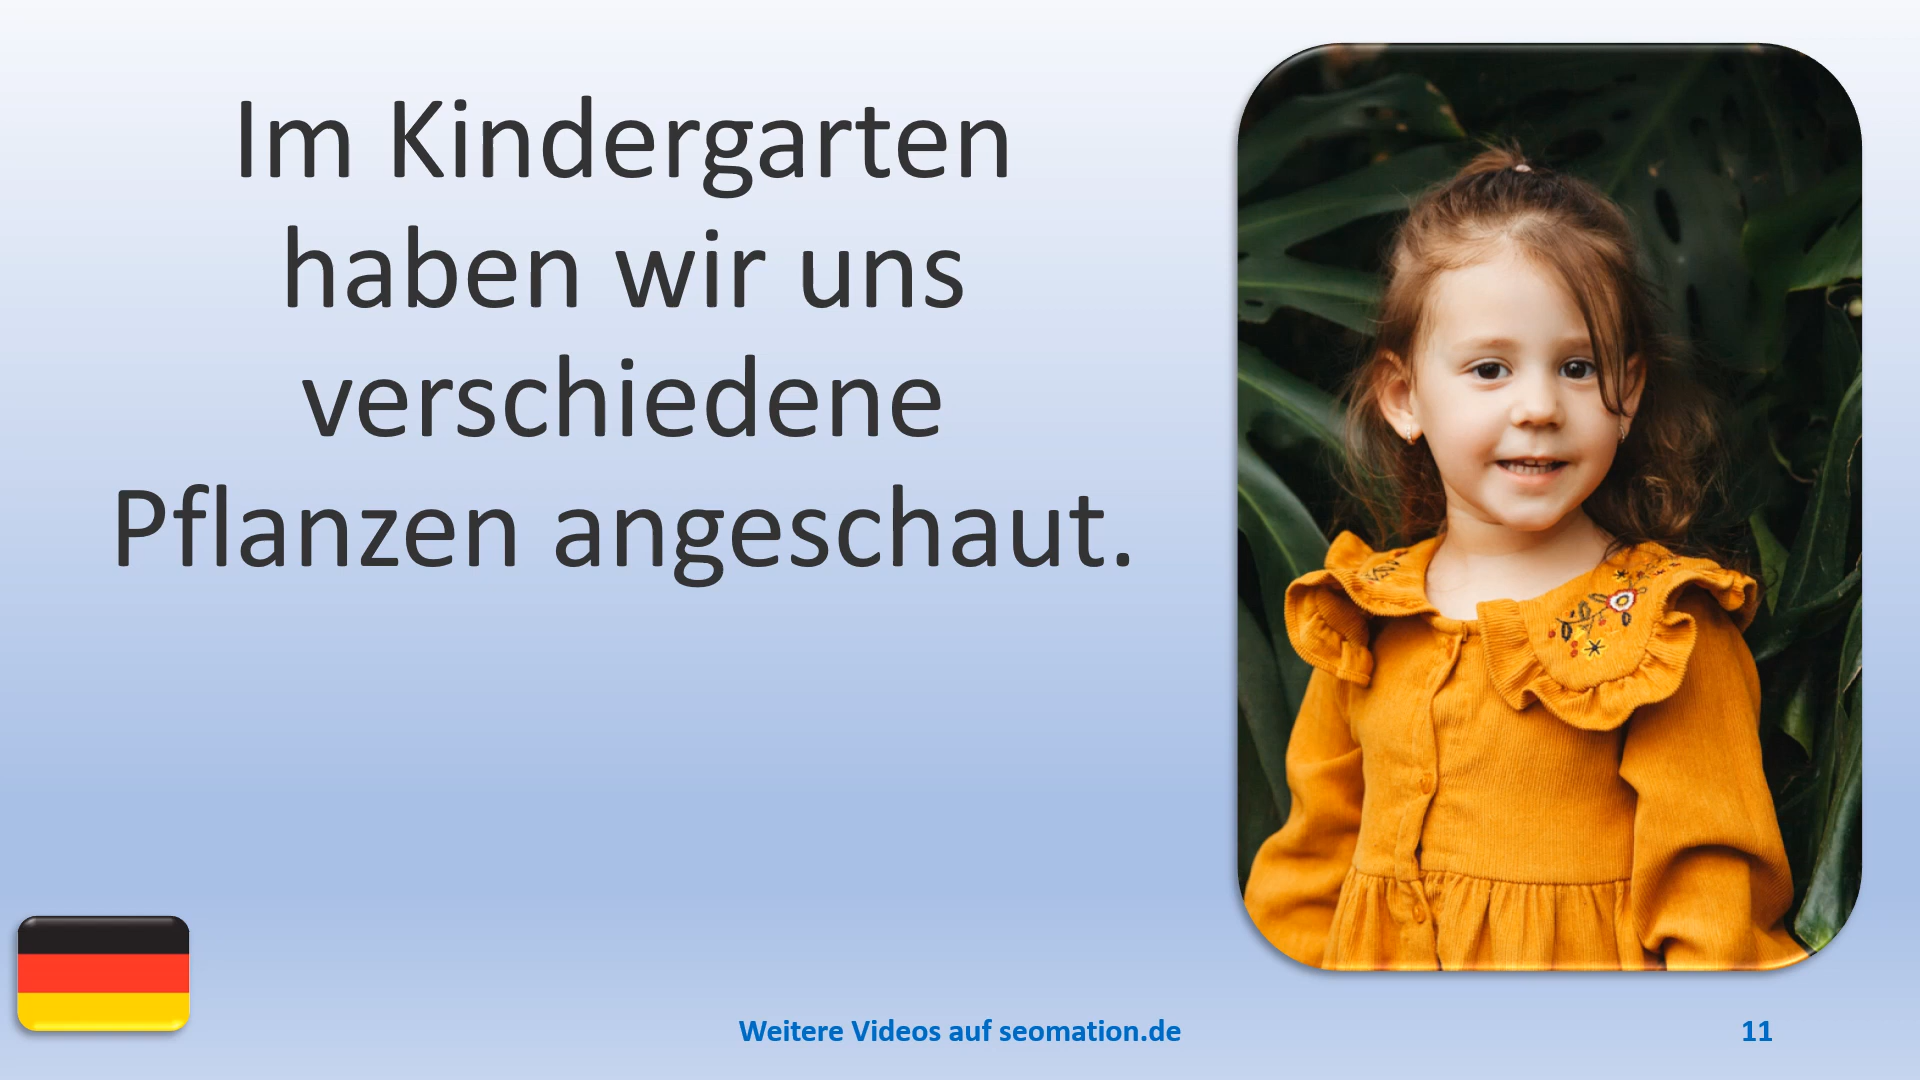 Im Kindergarten
haben wir uns
verschiedene
Pflanzen angeschaut.
Weitere Videos auf seomation.de
11